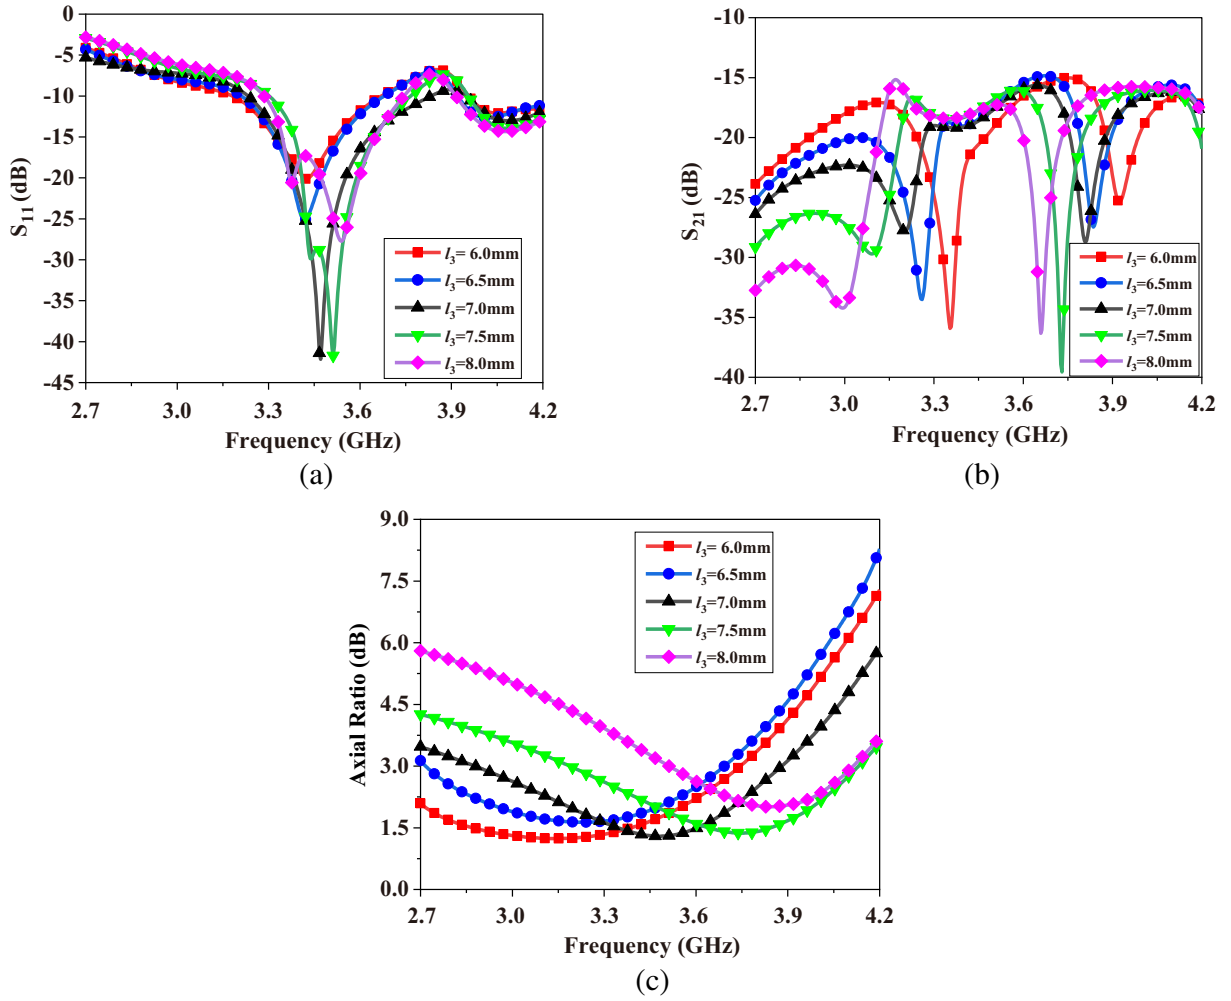 0
-5
-10
-15
-20
-25
-30
-35
-40
-45
S11 (dB)
l3= 6.0mm
l3=6.5mm
l3=7.0mm
l3=7.5mm
l3=8.0mm
2.7 3.0 3.3 3.6 3.9 4.2
Frequency (GHz)
(a)
-10
-15
-20
-25
-30
-35
-40
S21 (dB)
l3= 6.0mm
l3=6.5mm
l3=7.0mm
l3=7.5mm
l3=8.0mm
2.7 3.0 3.3 3.6 3.9 4.2
Frequency (GHz)
(b)
9.0
7.5
6.0
4.5
3.0
1.5
0.0
Axial Ratio (dB)
l3= 6.0mm
l3=6.5mm
l3=7.0mm
l3=7.5mm
l3=8.0mm
2.7 3.0 3.3 3.6 3.9 4.2
Frequency (GHz)
(c)